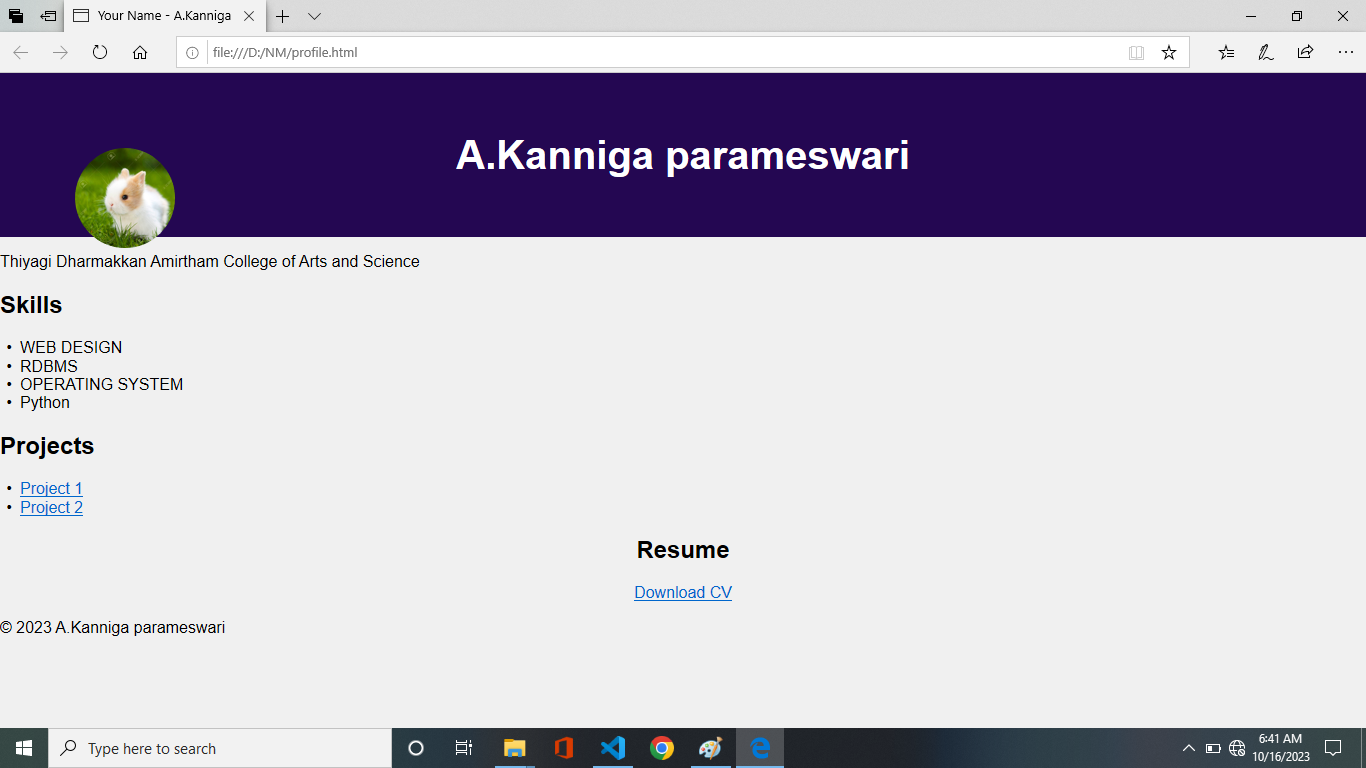 Your Name - A.Kanniga
file:///D:/NM/profile.html
A.Kanniga parameswari
Thiyagi Dharmakkan Amirtham College of Arts and Science
Skills
• WEB DESIGN
• RDBMS
• OPERATING SYSTEM
• Python
Projects
• Project 1
• Project 2
Resume
Download CV
© 2023 A.Kanniga parameswari
Type here to search
6:41 AM
10/16/2023